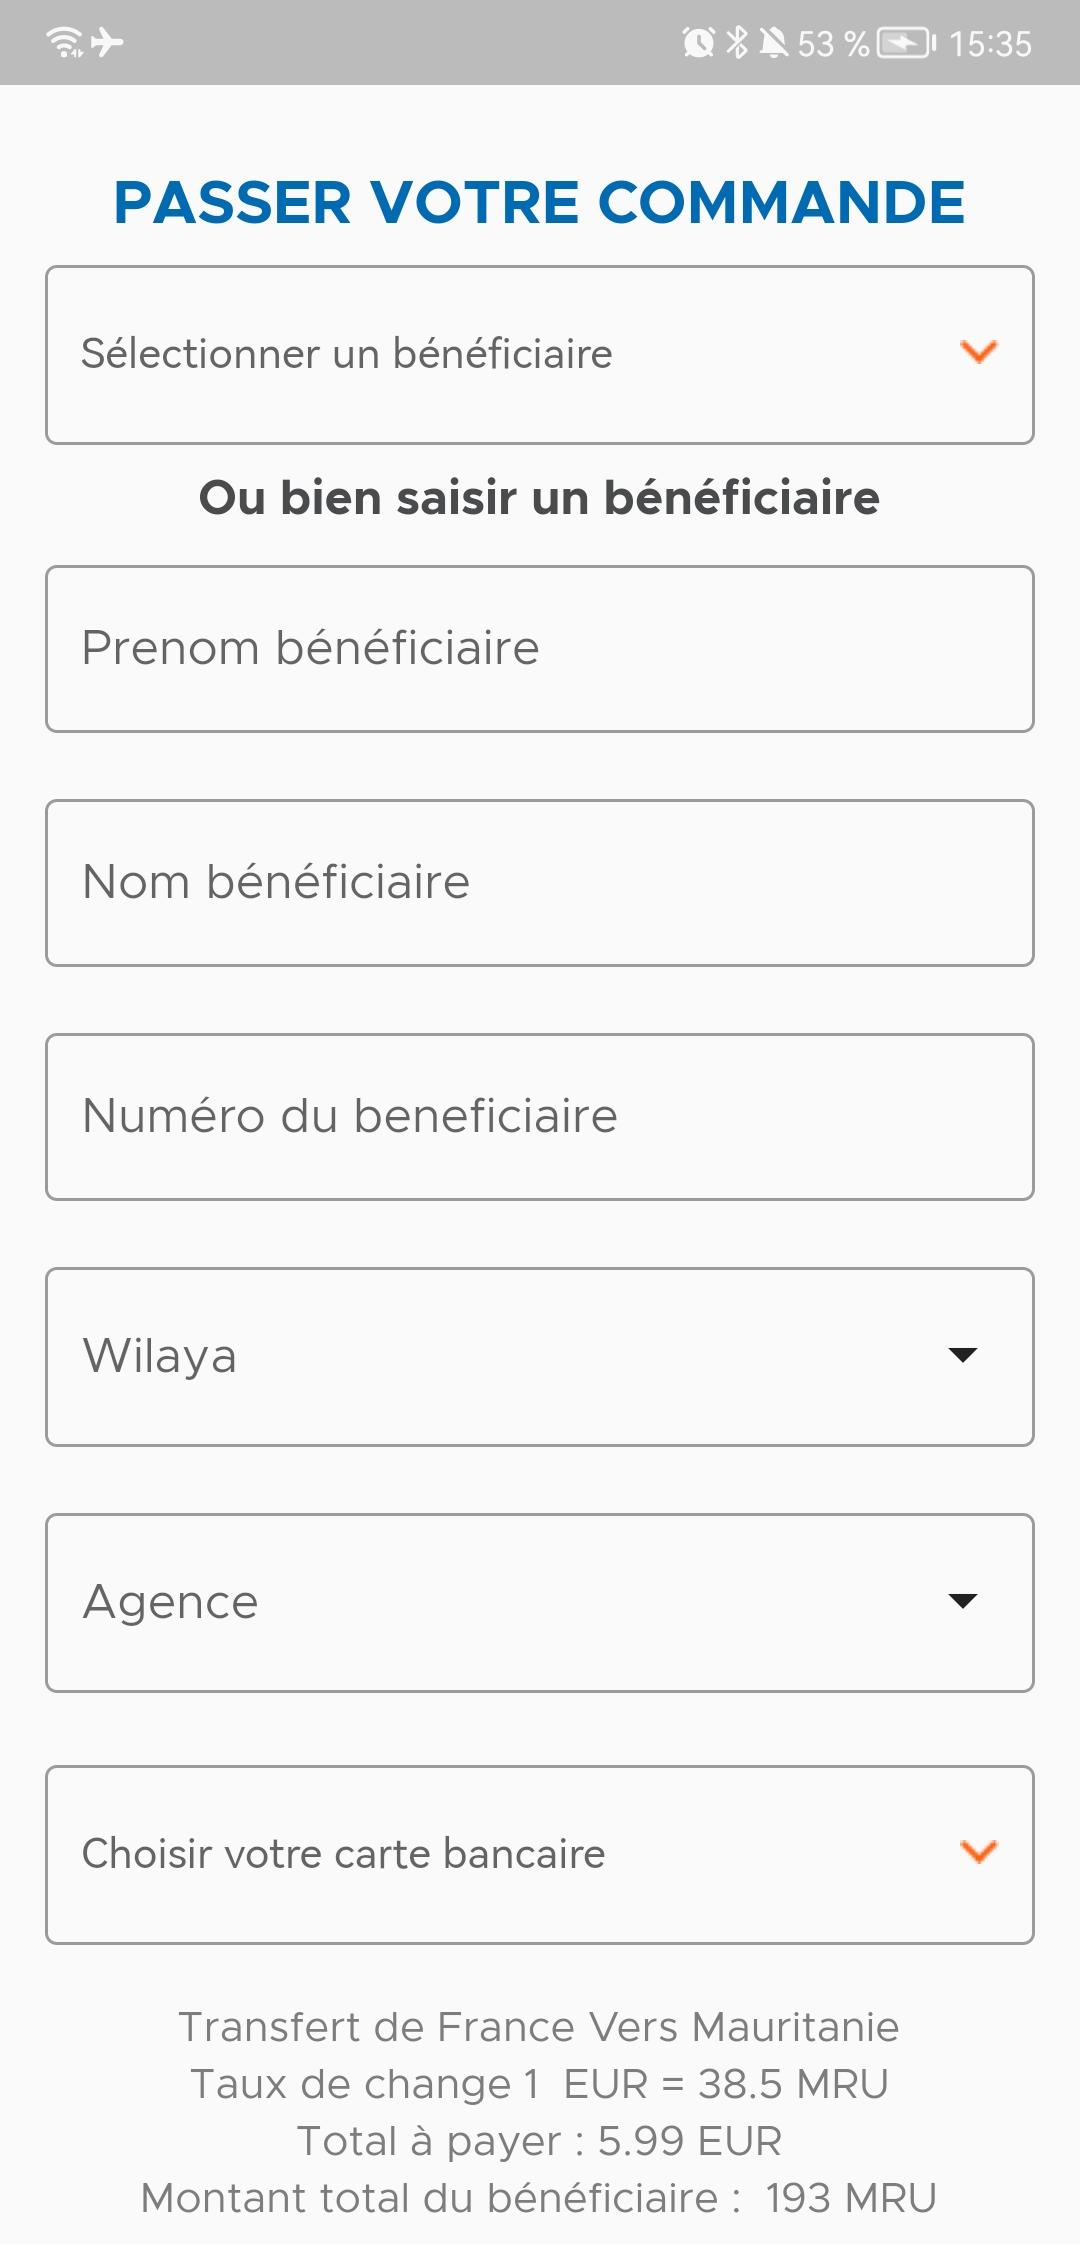 53 % 15:35
PASSER VOTRE COMMANDE
Sélectionner un bénéficiaire
Ou bien saisir un bénéficiaire
Prenom bénéficiaire
Nom bénéficiaire
Numéro du beneficiaire
Wilaya
Agence
Choisir votre carte bancaire
Transfert de France Vers Mauritanie
Taux de change 1 EUR = 38.5 MRU
Total à payer : 5.99 EUR
Montant total du bénéficiaire : 193 MRU